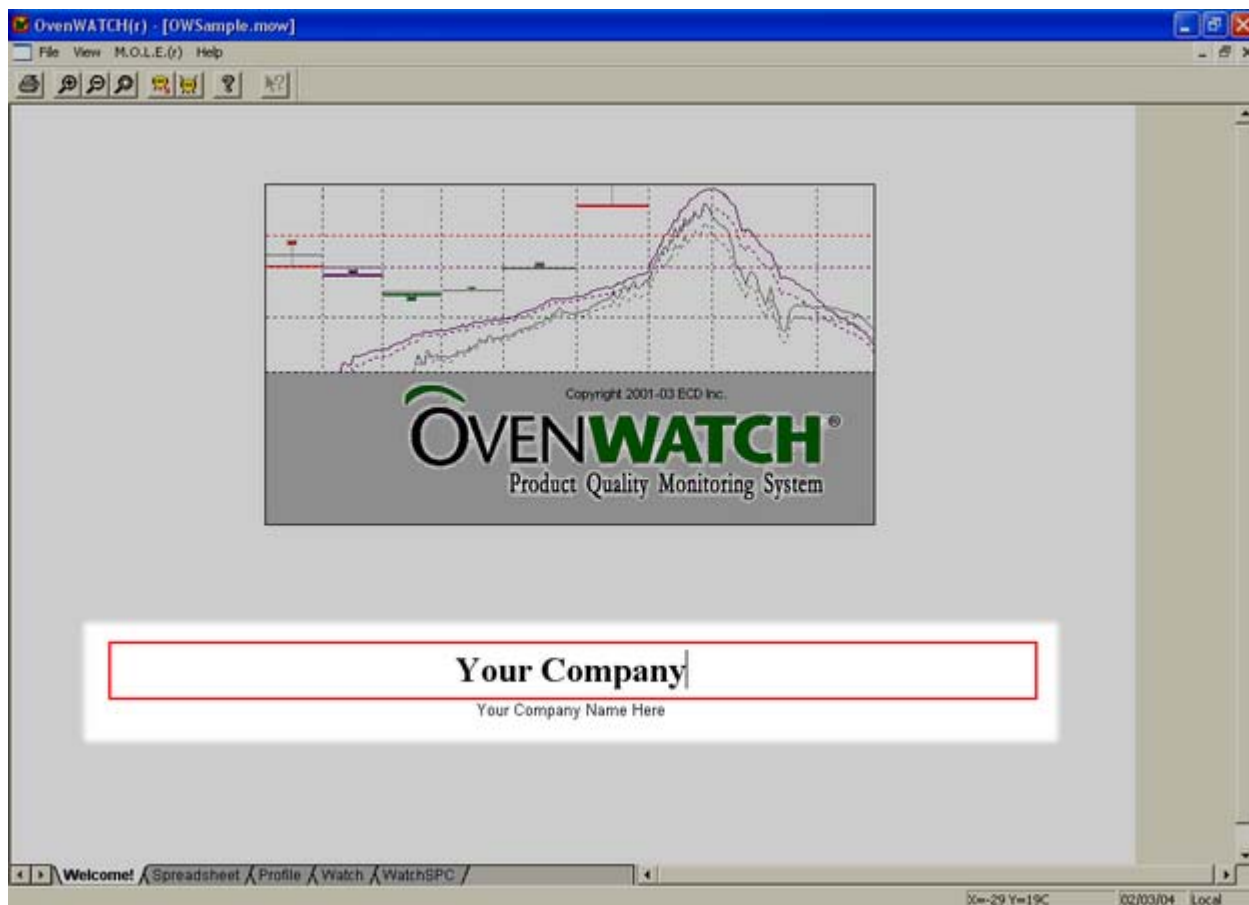 OvenWATCH(r) - [OWSample.mow]
File View M.O.L.E.(r) Help
Copyright 2001-03 ECD Inc.
OVENWATCH®
Product Quality Monitoring System
Your Company
Your Company Name Here
Welcome! Spreadsheet Profile Watch WatchSPC
X=-29 Y=19C 02/03/04 Local